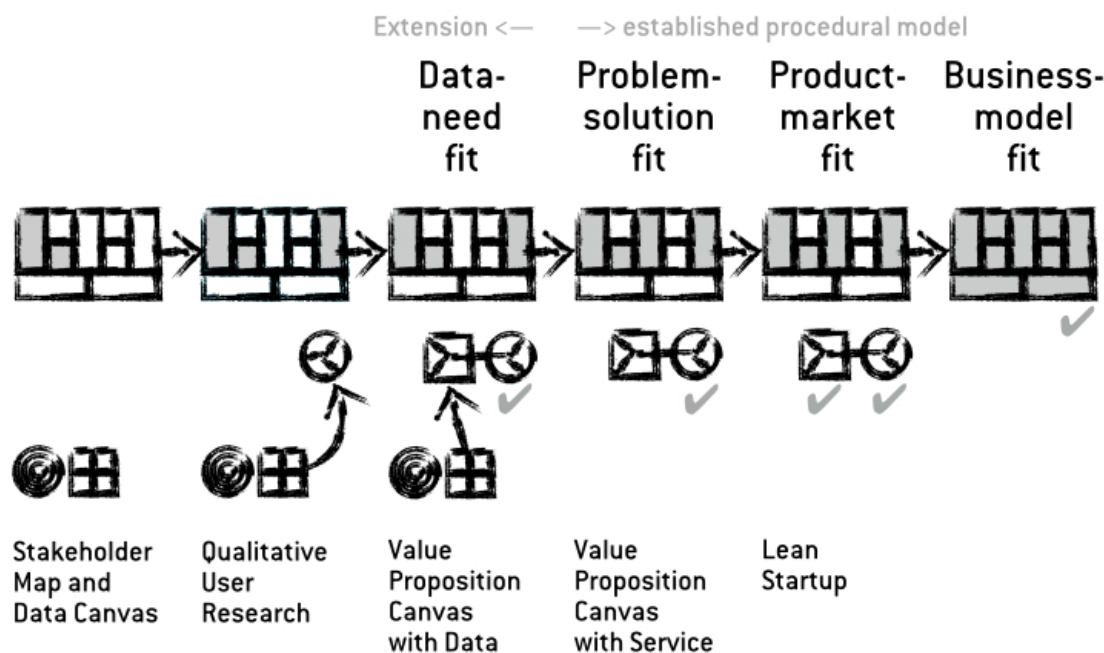 Extension <— —> established procedural model
Data-
need
fit
Problem-
solution
fit
Product-
market
fit
Business-
model
fit
Stakeholder
Map and
Data Canvas
Qualitative
User
Research
Value
Proposition
Canvas
with Data
Value
Proposition
Canvas
with Service
Lean
Startup